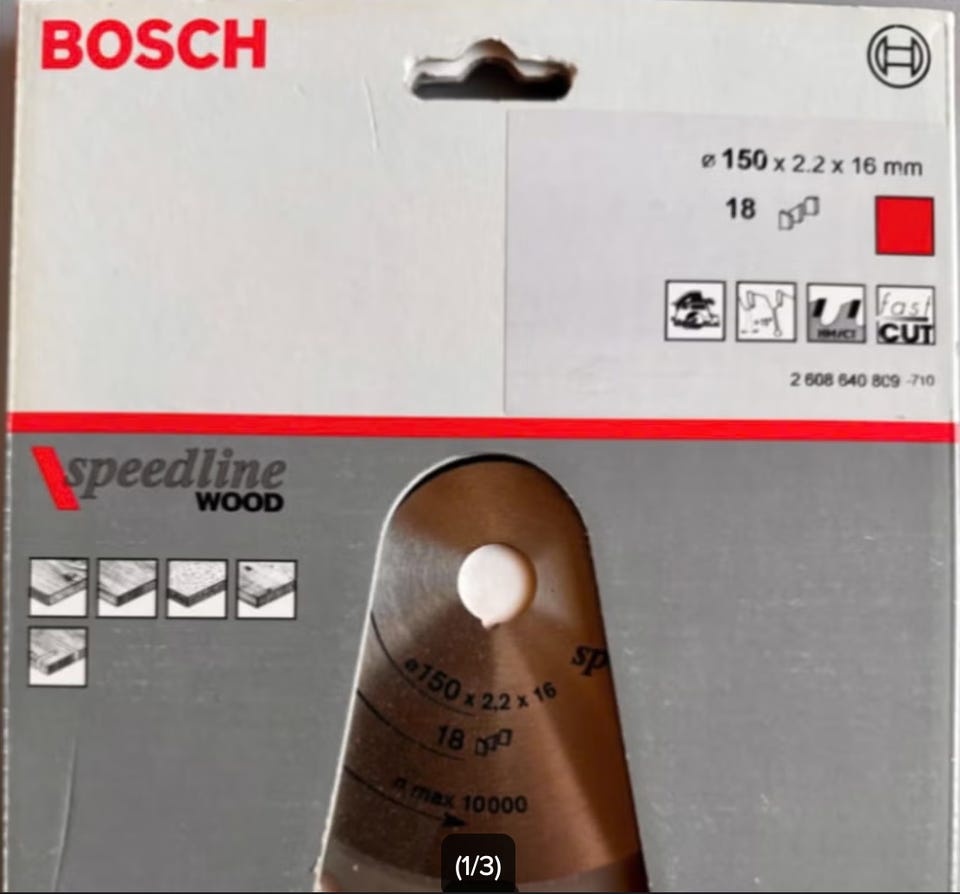 BOSCH
ø 150 x 2.2 x 16 mm
18
HM/CT
fast
CUT
2 608 640 809 -710
speedline
WOOD
sp
ø150 x 2,2 x 16
18
n max 10000
(1/3)